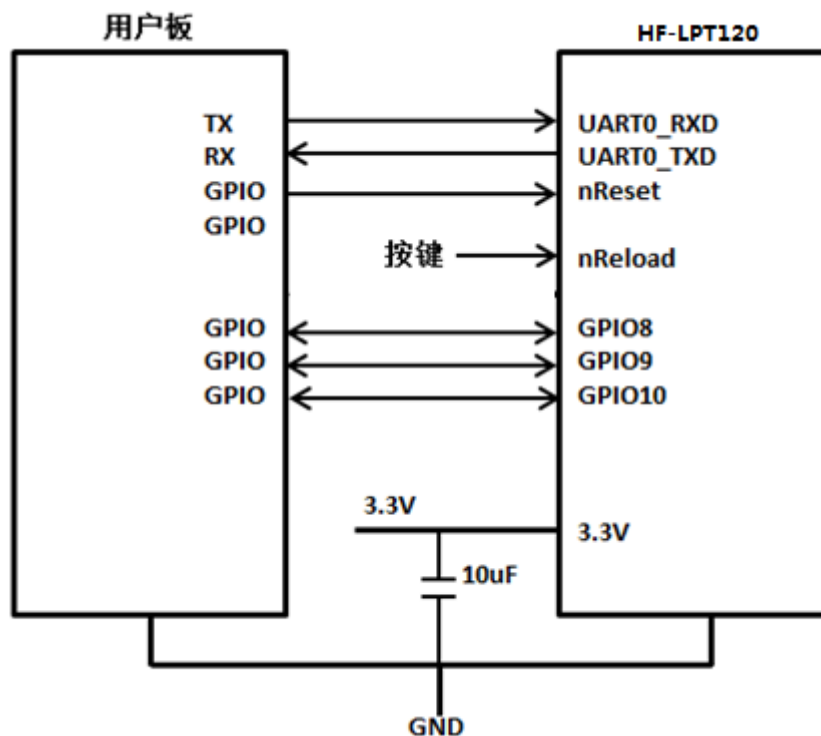 用户板
HF-LPT120
TX
UART0_RXD
RX
UART0_TXD
GPIO
nReset
GPIO
按键
nReload
GPIO
GPIO8
GPIO
GPIO9
GPIO
GPIO10
3.3V
3.3V
10uF
GND